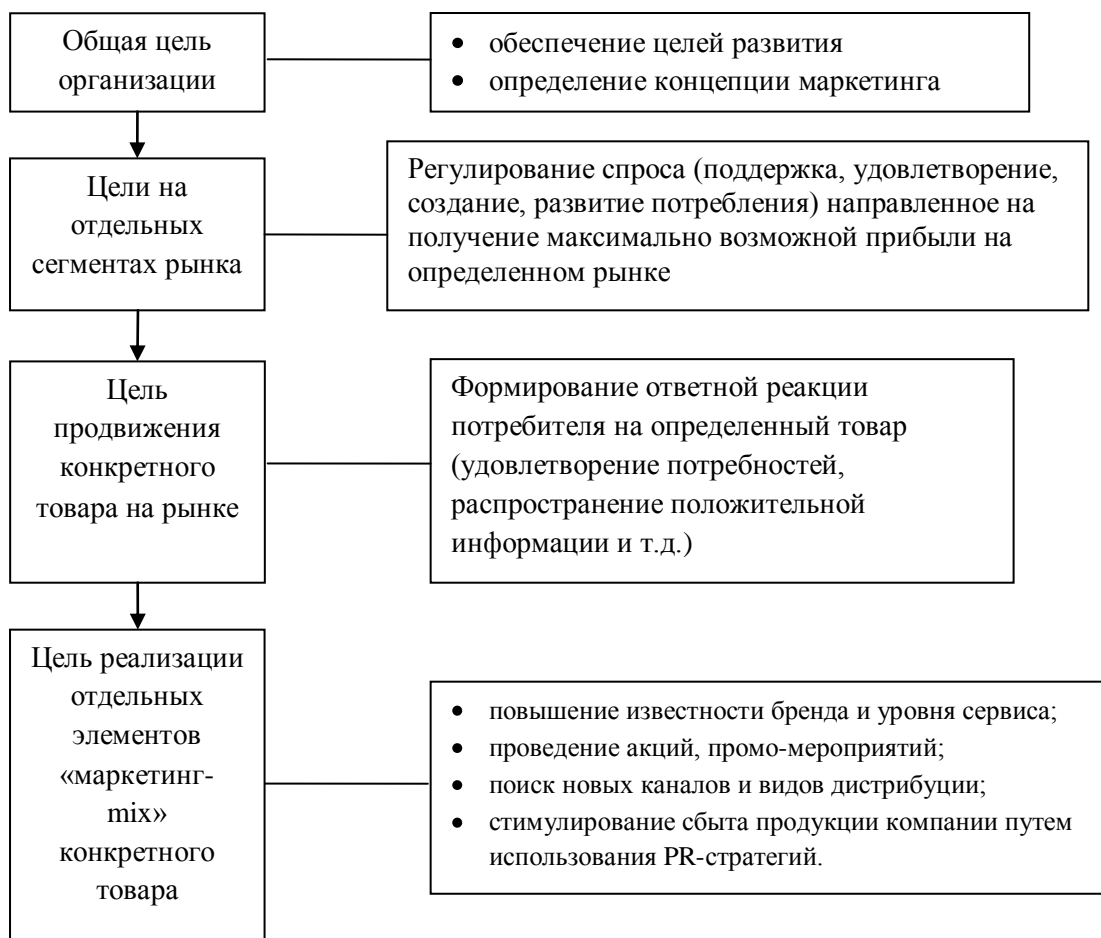 Общая цель
организации
• обеспечение целей развития
• определение концепции маркетинга
Цели на
отдельных
сегментах рынка
Регулирование спроса (поддержка, удовлетворение,
создание, развитие потребления) направленное на
получение максимально возможной прибыли на
определенном рынке
Цель
продвижения
конкретного
товара на рынке
Формирование ответной реакции
потребителя на определенный товар
(удовлетворение потребностей,
распространение положительной
информации и т.д.)
Цель реализации
отдельных
элементов
«маркетинг-
mix»
конкретного
товара
• повышение известности бренда и уровня сервиса;
• проведение акций, промо-мероприятий;
• поиск новых каналов и видов дистрибуции;
• стимулирование сбыта продукции компании путем
использования PR-стратегий.